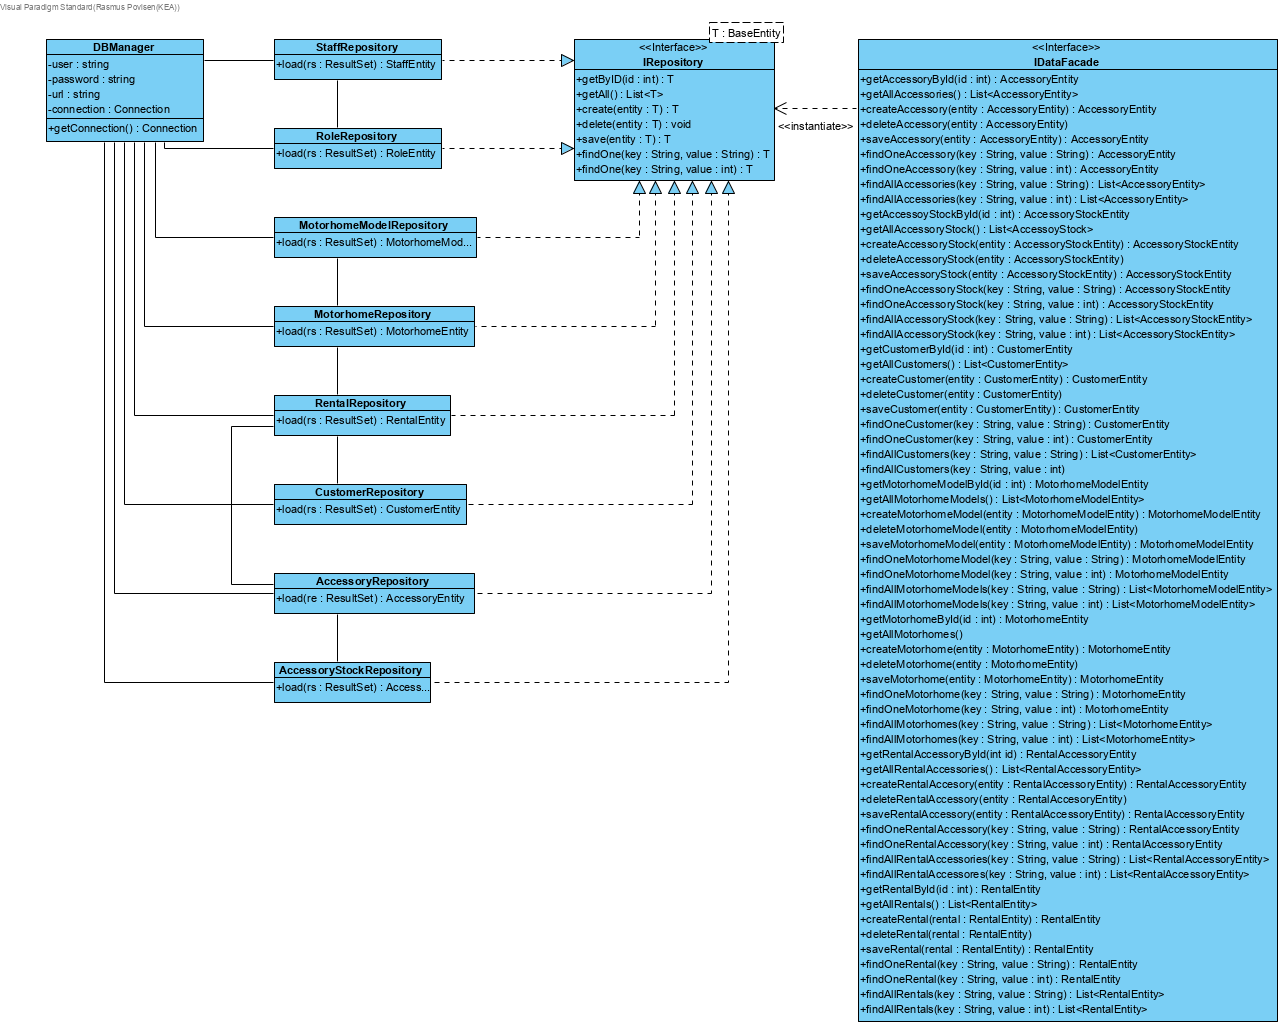 Visual Paradigm Standard(Rasmus Povlsen(KEA))
DBManager
-user : string
-password : string
-url : string
-connection : Connection
+getConnection() : Connection
StaffRepository
+load(rs : ResultSet) : StaffEntity
RoleRepository
+load(rs : ResultSet) : RoleEntity
MotorhomeModelRepository
+load(rs : ResultSet) : MotorhomeMod...
MotorhomeRepository
+load(rs : ResultSet) : MotorhomeEntity
RentalRepository
+load(rs : ResultSet) : RentalEntity
CustomerRepository
+load(rs : ResultSet) : CustomerEntity
AccessoryRepository
+load(re : ResultSet) : AccessoryEntity
AccessoryStockRepository
+load(rs : ResultSet) : Access...
T : BaseEntity
<<Interface>>
IRepository
+getByID(id : int) : T
+getAll() : List<T>
+create(entity : T) : T
+delete(entity : T) : void
+save(entity : T) : T
+findOne(key : String, value : String) : T
+findOne(key : String, value : int) : T
<<instantiate>>
<<Interface>>
IDataFacade
+getAccessoryById(id : int) : AccessoryEntity
+getAllAccessories() : List<AccessoryEntity>
+createAccessory(entity : AccessoryEntity) : AccessoryEntity
+deleteAccessory(entity : AccessoryEntity)
+saveAccessory(entity : AccessoryEntity) : AccessoryEntity
+findOneAccessory(key : String, value : String) : AccessoryEntity
+findOneAccessory(key : String, value : int) : AccessoryEntity
+findAllAccessories(key : String, value : String) : List<AccessoryEntity>
+findAllAccessories(key : String, value : int) : List<AccessoryEntity>
+getAccessoyStockById(id : int) : AccessoryStockEntity
+getAllAccessoryStock() : List<AccessoyStock>
+createAccessoryStock(entity : AccessoryStockEntity) : AccessoryStockEntity
+deleteAccessoryStock(entity : AccessoryStockEntity)
+saveAccessoryStock(entity : AccessoryStockEntity) : AccessoryStockEntity
+findOneAccessoryStock(key : String, value : String) : AccessoryStockEntity
+findOneAccessoryStock(key : String, value : int) : AccessoryStockEntity
+findAllAccessoryStock(key : String, value : String) : List<AccessoryStockEntity>
+findAllAccessoryStock(key : String, value : int) : List<AccessoryStockEntity>
+getCustomerById(id : int) : CustomerEntity
+getAllCustomers() : List<CustomerEntity>
+createCustomer(entity : CustomerEntity) : CustomerEntity
+deleteCustomer(entity : CustomerEntity)
+saveCustomer(entity : CustomerEntity) : CustomerEntity
+findOneCustomer(key : String, value : String) : CustomerEntity
+findOneCustomer(key : String, value : int) : CustomerEntity
+findAllCustomers(key : String, value : String) : List<CustomerEntity>
+findAllCustomers(key : String, value : int)
+getMotorhomeModelById(id : int) : MotorhomeModelEntity
+getAllMotorhomeModels() : List<MotorhomeModelEntity>
+createMotorhomeModel(entity : MotorhomeModelEntity) : MotorhomeModelEntity
+deleteMotorhomeModel(entity : MotorhomeModelEntity)
+saveMotorhomeModel(entity : MotorhomeModelEntity) : MotorhomeModelEntity
+findOneMotorhomeModel(key : String, value : String) : MotorhomeModelEntity
+findOneMotorhomeModel(key : String, value : int) : MotorhomeModelEntity
+findAllMotorhomeModels(key : String, value : String) : List<MotorhomeModelEntity>
+findAllMotorhomeModels(key : String, value : int) : List<MotorhomeModelEntity>
+getMotorhomeById(id : int) : MotorhomeEntity
+getAllMotorhomes()
+createMotorhome(entity : MotorhomeEntity) : MotorhomeEntity
+deleteMotorhome(entity : MotorhomeEntity)
+saveMotorhome(entity : MotorhomeEntity) : MotorhomeEntity
+findOneMotorhome(key : String, value : String) : MotorhomeEntity
+findOneMotorhome(key : String, value : int) : MotorhomeEntity
+findAllMotorhomes(key : String, value : String) : List<MotorhomeEntity>
+findAllMotorhomes(key : String, value : int) : List<MotorhomeEntity>
+getRentalAccessoryById(int id) : RentalAccessoryEntity
+getAllRentalAccessories() : List<RentalAccessoryEntity>
+createRentalAccesory(entity : RentalAccessoryEntity) : RentalAccessoryEntity
+deleteRentalAccessory(entity : RentalAccesoryEntity)
+saveRentalAccessory(entity : RentalAccessoryEntity) : RentalAccessoryEntity
+findOneRentalAccessory(key : String, value : String) : RentalAccessoryEntity
+findOneRentalAccessory(key : String, value : int) : RentalAccessoryEntity
+findAllRentalAccessories(key : String, value : String) : List<RentalAccessoryEntity>
+findAllRentalAccessores(key : String, value : int) : List<RentalAccessoryEntity>
+getRentalById(id : int) : RentalEntity
+getAllRentals() : List<RentalEntity>
+createRental(rental : RentalEntity) : RentalEntity
+deleteRental(rental : RentalEntity)
+saveRental(rental : RentalEntity) : RentalEntity
+findOneRental(key : String, value : String) : RentalEntity
+findOneRental(key : String, value : int) : RentalEntity
+findAllRentals(key : String, value : String) : List<RentalEntity>
+findAllRentals(key : String, value : int) : List<RentalEntity>